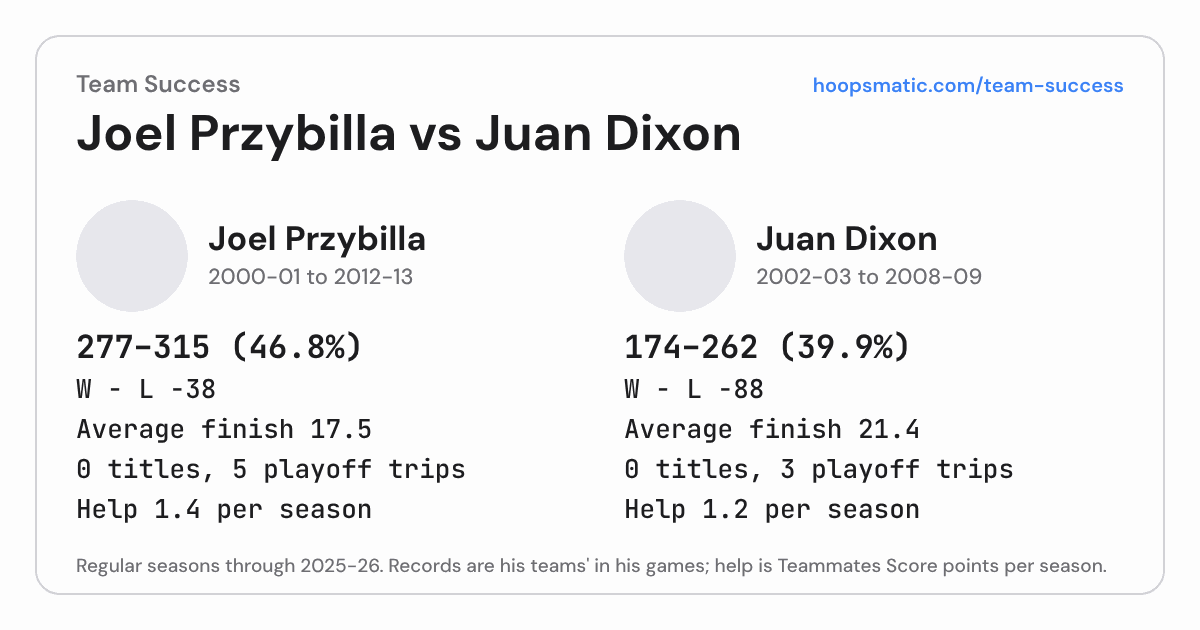 Team Success
hoopsmatic.com/team-success
Joel Przybilla vs Juan Dixon
Joel Przybilla
2000-01 to 2012-13
277-315 (46.8%)
W - L -38
Average finish 17.5
0 titles, 5 playoff trips
Help 1.4 per season
Juan Dixon
2002-03 to 2008-09
174-262 (39.9%)
W - L -88
Average finish 21.4
0 titles, 3 playoff trips
Help 1.2 per season
Regular seasons through 2025-26. Records are his teams' in his games; help is Teammates Score points per season.